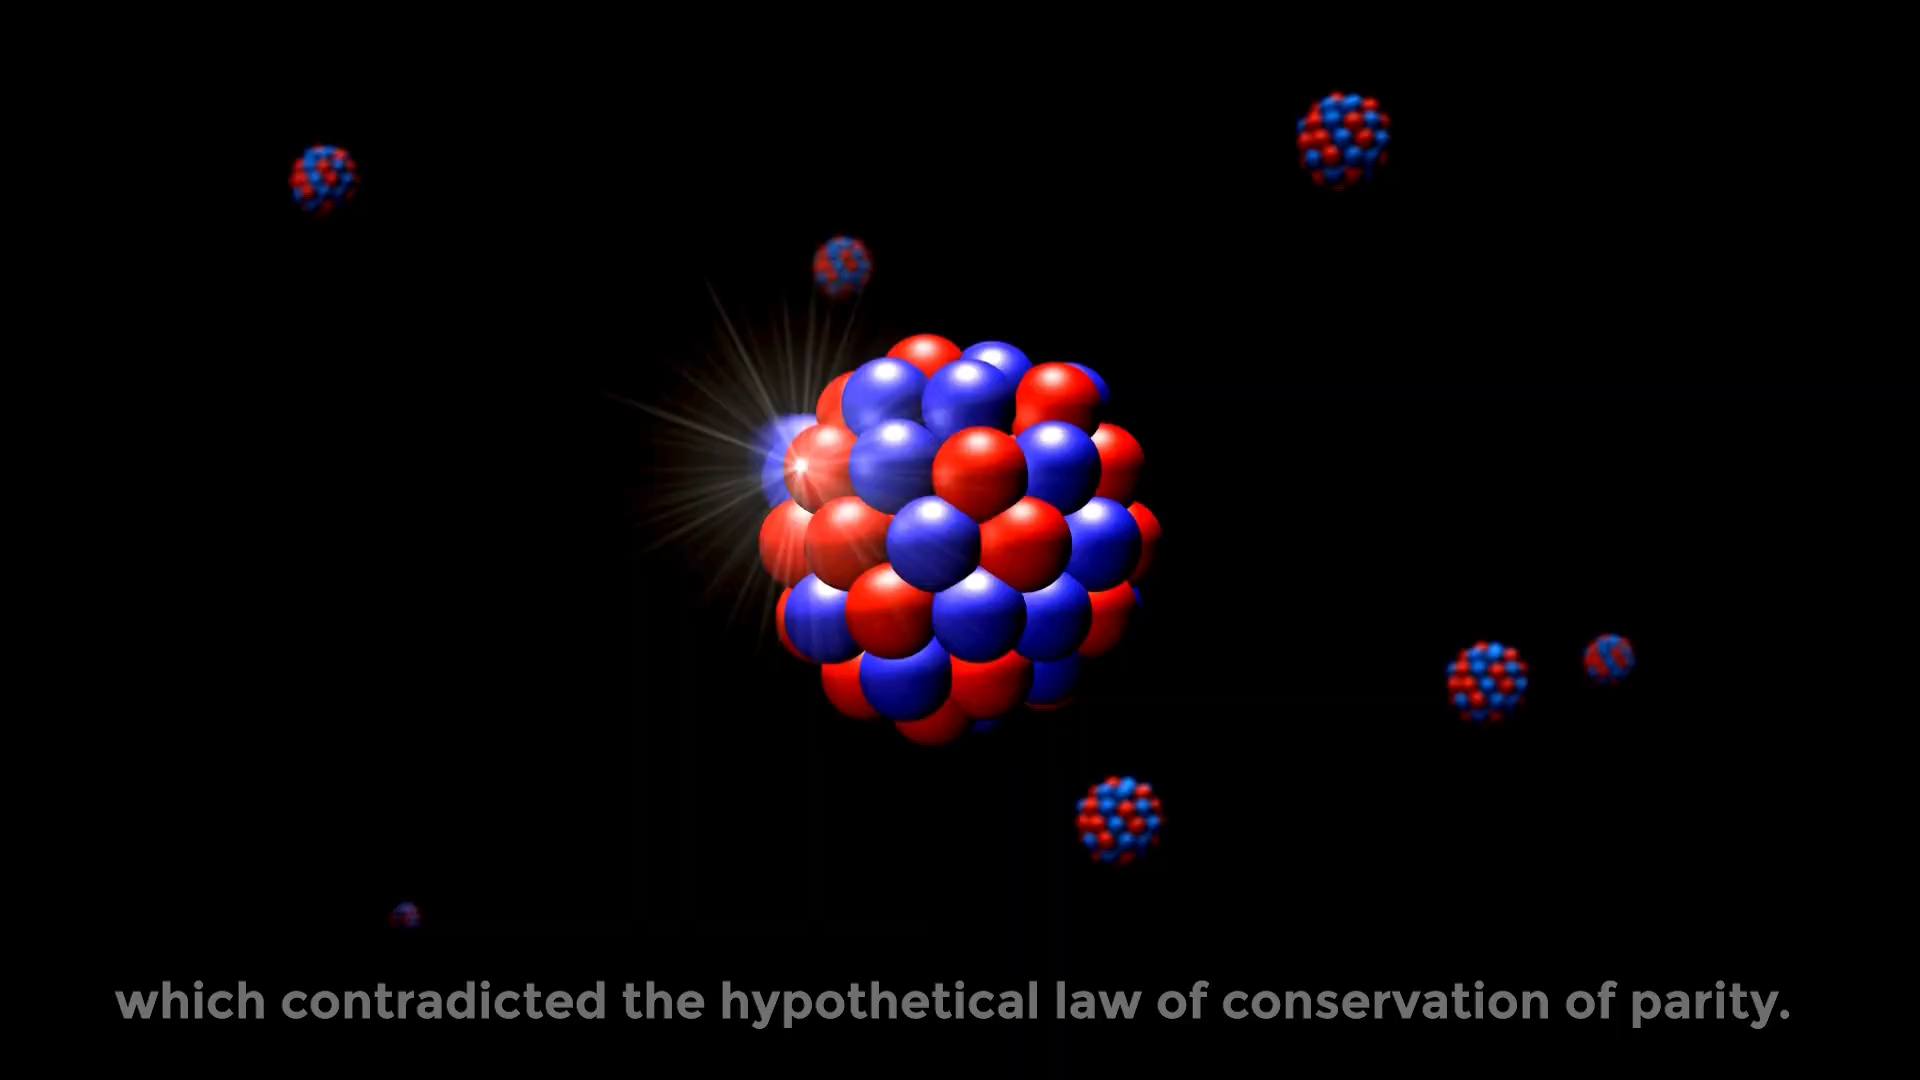 which contradicted the hypothetical law of conservation of parity.